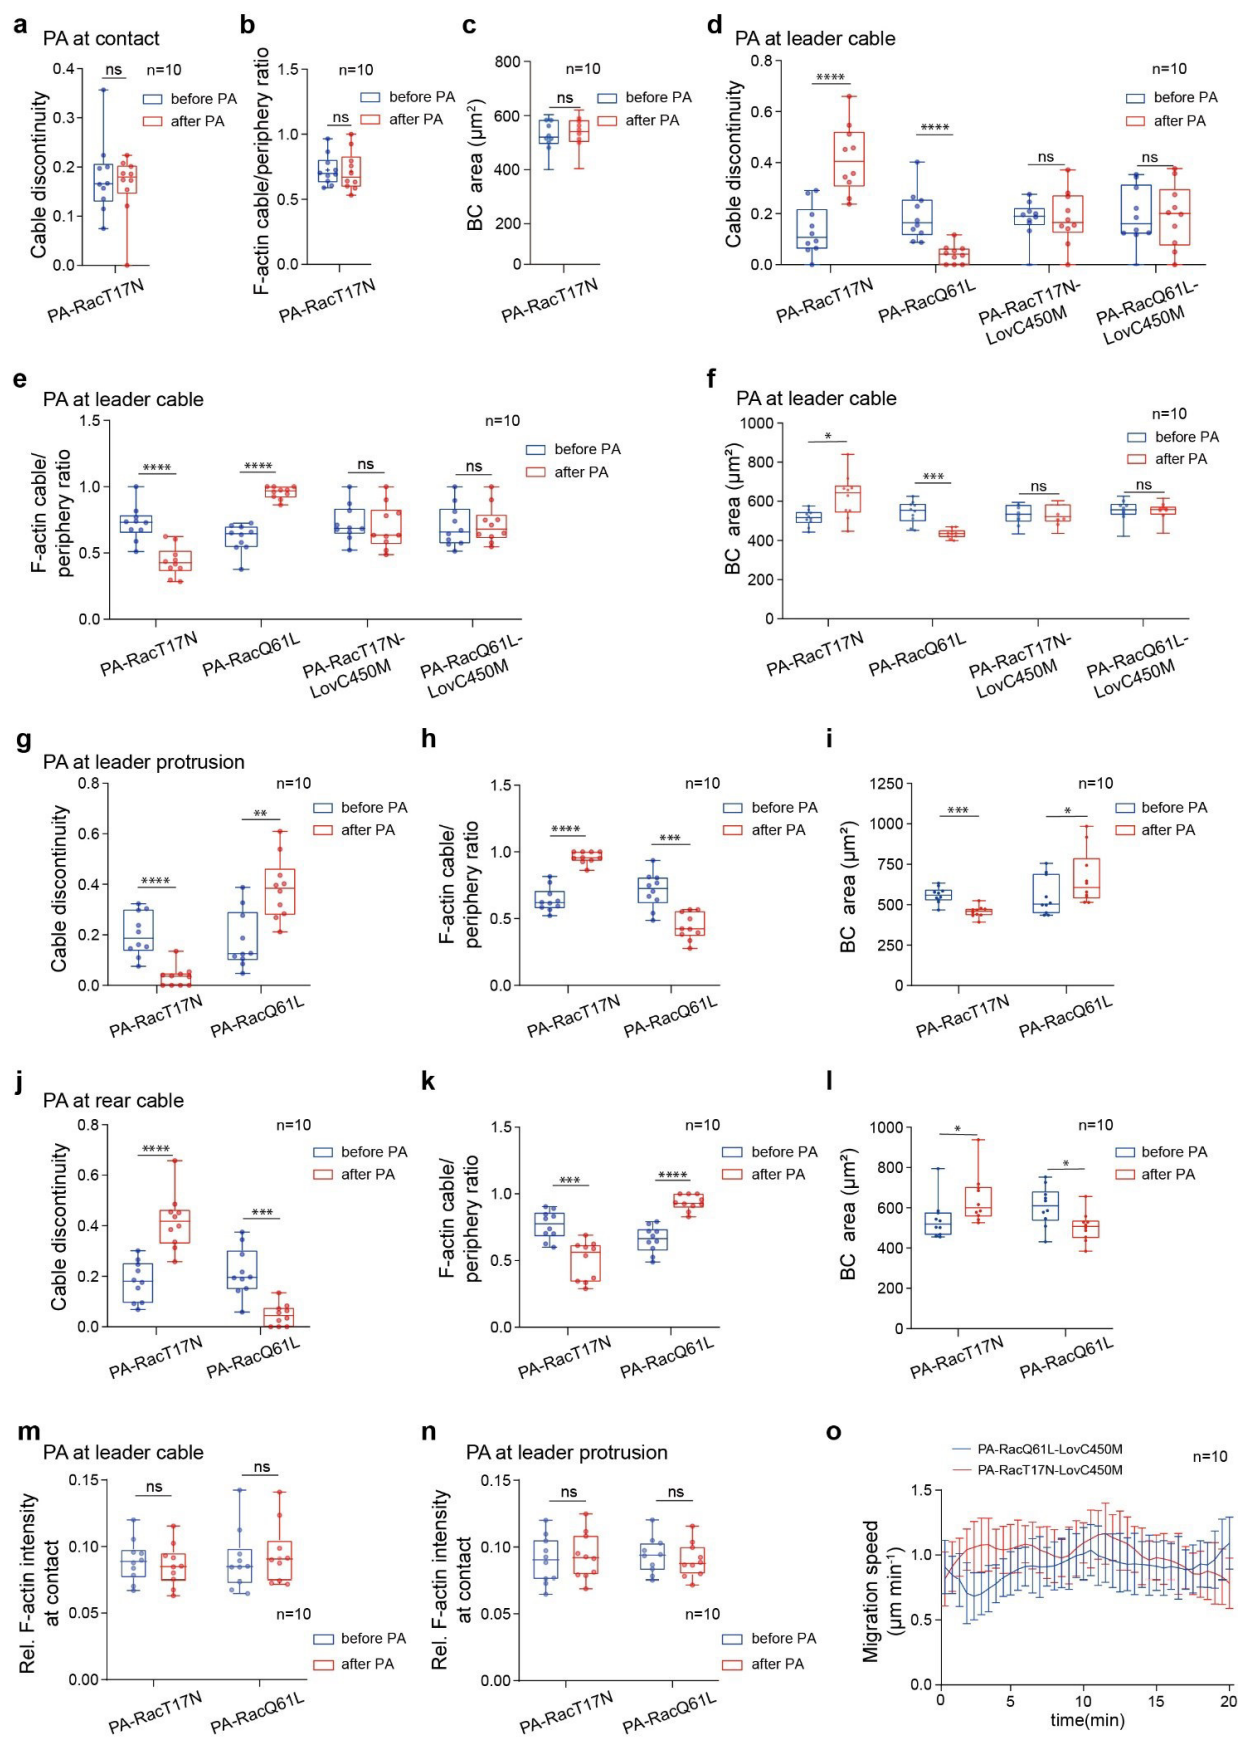 a
PA at contact
Cable discontinuity
0.4
0.3
0.2
0.1
0.0
ns
n=10
before PA
after PA
PA-RacT17N
b
F-actin cable/periphery ratio
1.5
1.0
0.5
0.0
ns
n=10
before PA
after PA
PA-RacT17N
c
BC area (µm²)
800
600
400
200
0
ns
n=10
before PA
after PA
PA-RacT17N
d
PA at leader cable
Cable discontinuity
0.8
0.6
0.4
0.2
0.0
****
****
ns
ns
n=10
before PA
after PA
PA-RacT17N
PA-RacQ61L
PA-RacT17N-
LovC450M
PA-RacQ61L-
LovC450M
e
PA at leader cable
F-actin cable/
periphery ratio
1.5
1.0
0.5
0.0
****
****
ns
ns
n=10
before PA
after PA
PA-RacT17N
PA-RacQ61L
PA-RacT17N-
LovC450M
PA-RacQ61L-
LovC450M
f
PA at leader cable
BC area (µm²)
1000
800
600
400
200
0
*
***
ns
ns
n=10
before PA
after PA
PA-RacT17N
PA-RacQ61L
PA-RacT17N-
LovC450M
PA-RacQ61L-
LovC450M
g
PA at leader protrusion
Cable discontinuity
0.8
0.6
0.4
0.2
0.0
****
**
n=10
before PA
after PA
PA-RacT17N
PA-RacQ61L
h
F-actin cable/
periphery ratio
1.5
1.0
0.5
0.0
****
***
n=10
before PA
after PA
PA-RacT17N
PA-RacQ61L
i
BC area (µm²)
1250
1000
750
500
250
0
***
*
n=10
before PA
after PA
PA-RacT17N
PA-RacQ61L
j
PA at rear cable
Cable discontinuity
0.8
0.6
0.4
0.2
0.0
****
***
n=10
before PA
after PA
PA-RacT17N
PA-RacQ61L
k
F-actin cable/
periphery ratio
1.5
1.0
0.5
0.0
***
****
n=10
before PA
after PA
PA-RacT17N
PA-RacQ61L
l
BC area (µm²)
1000
800
600
400
200
0
*
*
n=10
before PA
after PA
PA-RacT17N
PA-RacQ61L
m
PA at leader cable
Rel. F-actin intensity
at contact
0.15
0.10
0.05
0.00
ns
ns
n=10
before PA
after PA
PA-RacT17N
PA-RacQ61L
n
PA at leader protrusion
Rel. F-actin intensity
at contact
0.15
0.10
0.05
0.00
ns
ns
n=10
before PA
after PA
PA-RacT17N
PA-RacQ61L
o
PA-RacQ61L-LovC450M
PA-RacT17N-LovC450M
n=10
Migration speed
(µm min⁻¹)
1.5
1.0
0.5
0.0
0
5
10
15
20
time(min)